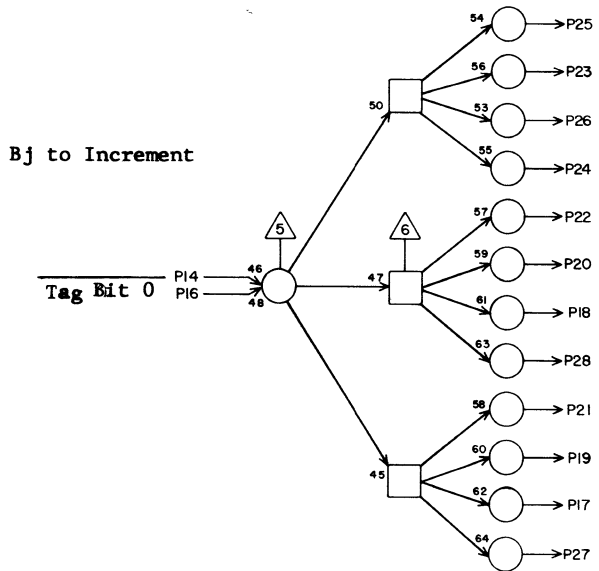 54 P25
56 P23
50 53 P26
Bj to Increment
55 P24
5 6 57 P22
P14 46 47 59 P20
Tag Bit 0 P16 48 61 P18
63 P28
58 P21
60 P19
45 62 P17
64 P27